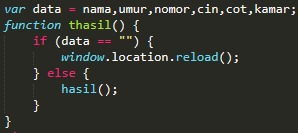 var data = nama,umur,nomor,cin,cot,kamar;
function thasil() {
    if (data == "") {
        window.location.reload();
    } else {
        hasil();
    }
}